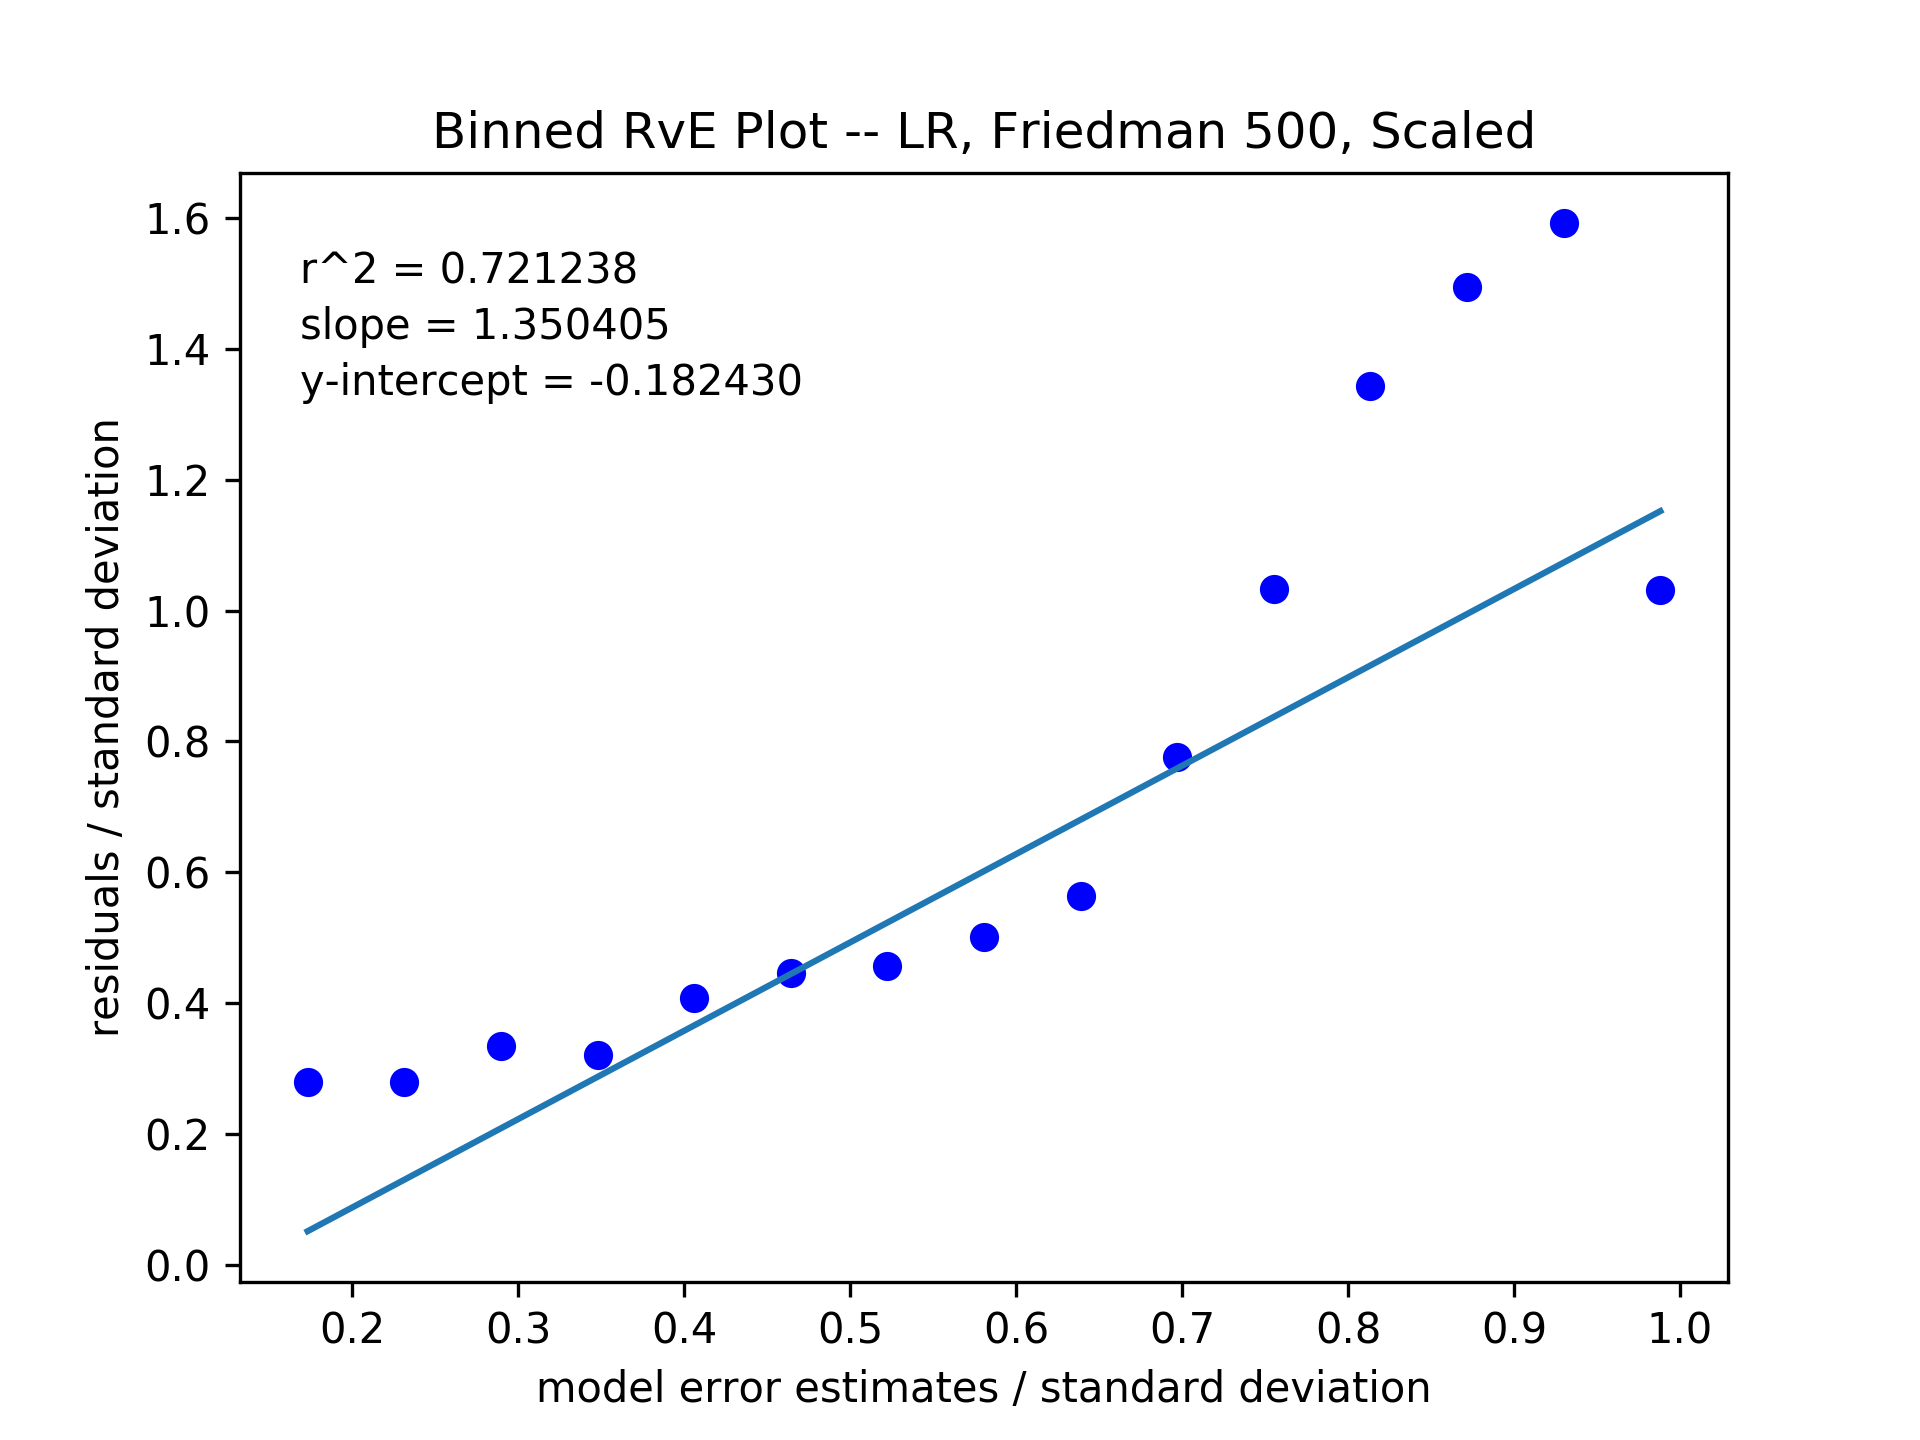 Binned RvE Plot -- LR, Friedman 500, Scaled
r^2 = 0.721238
slope = 1.350405
y-intercept = -0.182430
1.6
1.4
1.2
1.0
0.8
0.6
0.4
0.2
0.0
residuals / standard deviation
0.2 0.3 0.4 0.5 0.6 0.7 0.8 0.9 1.0
model error estimates / standard deviation